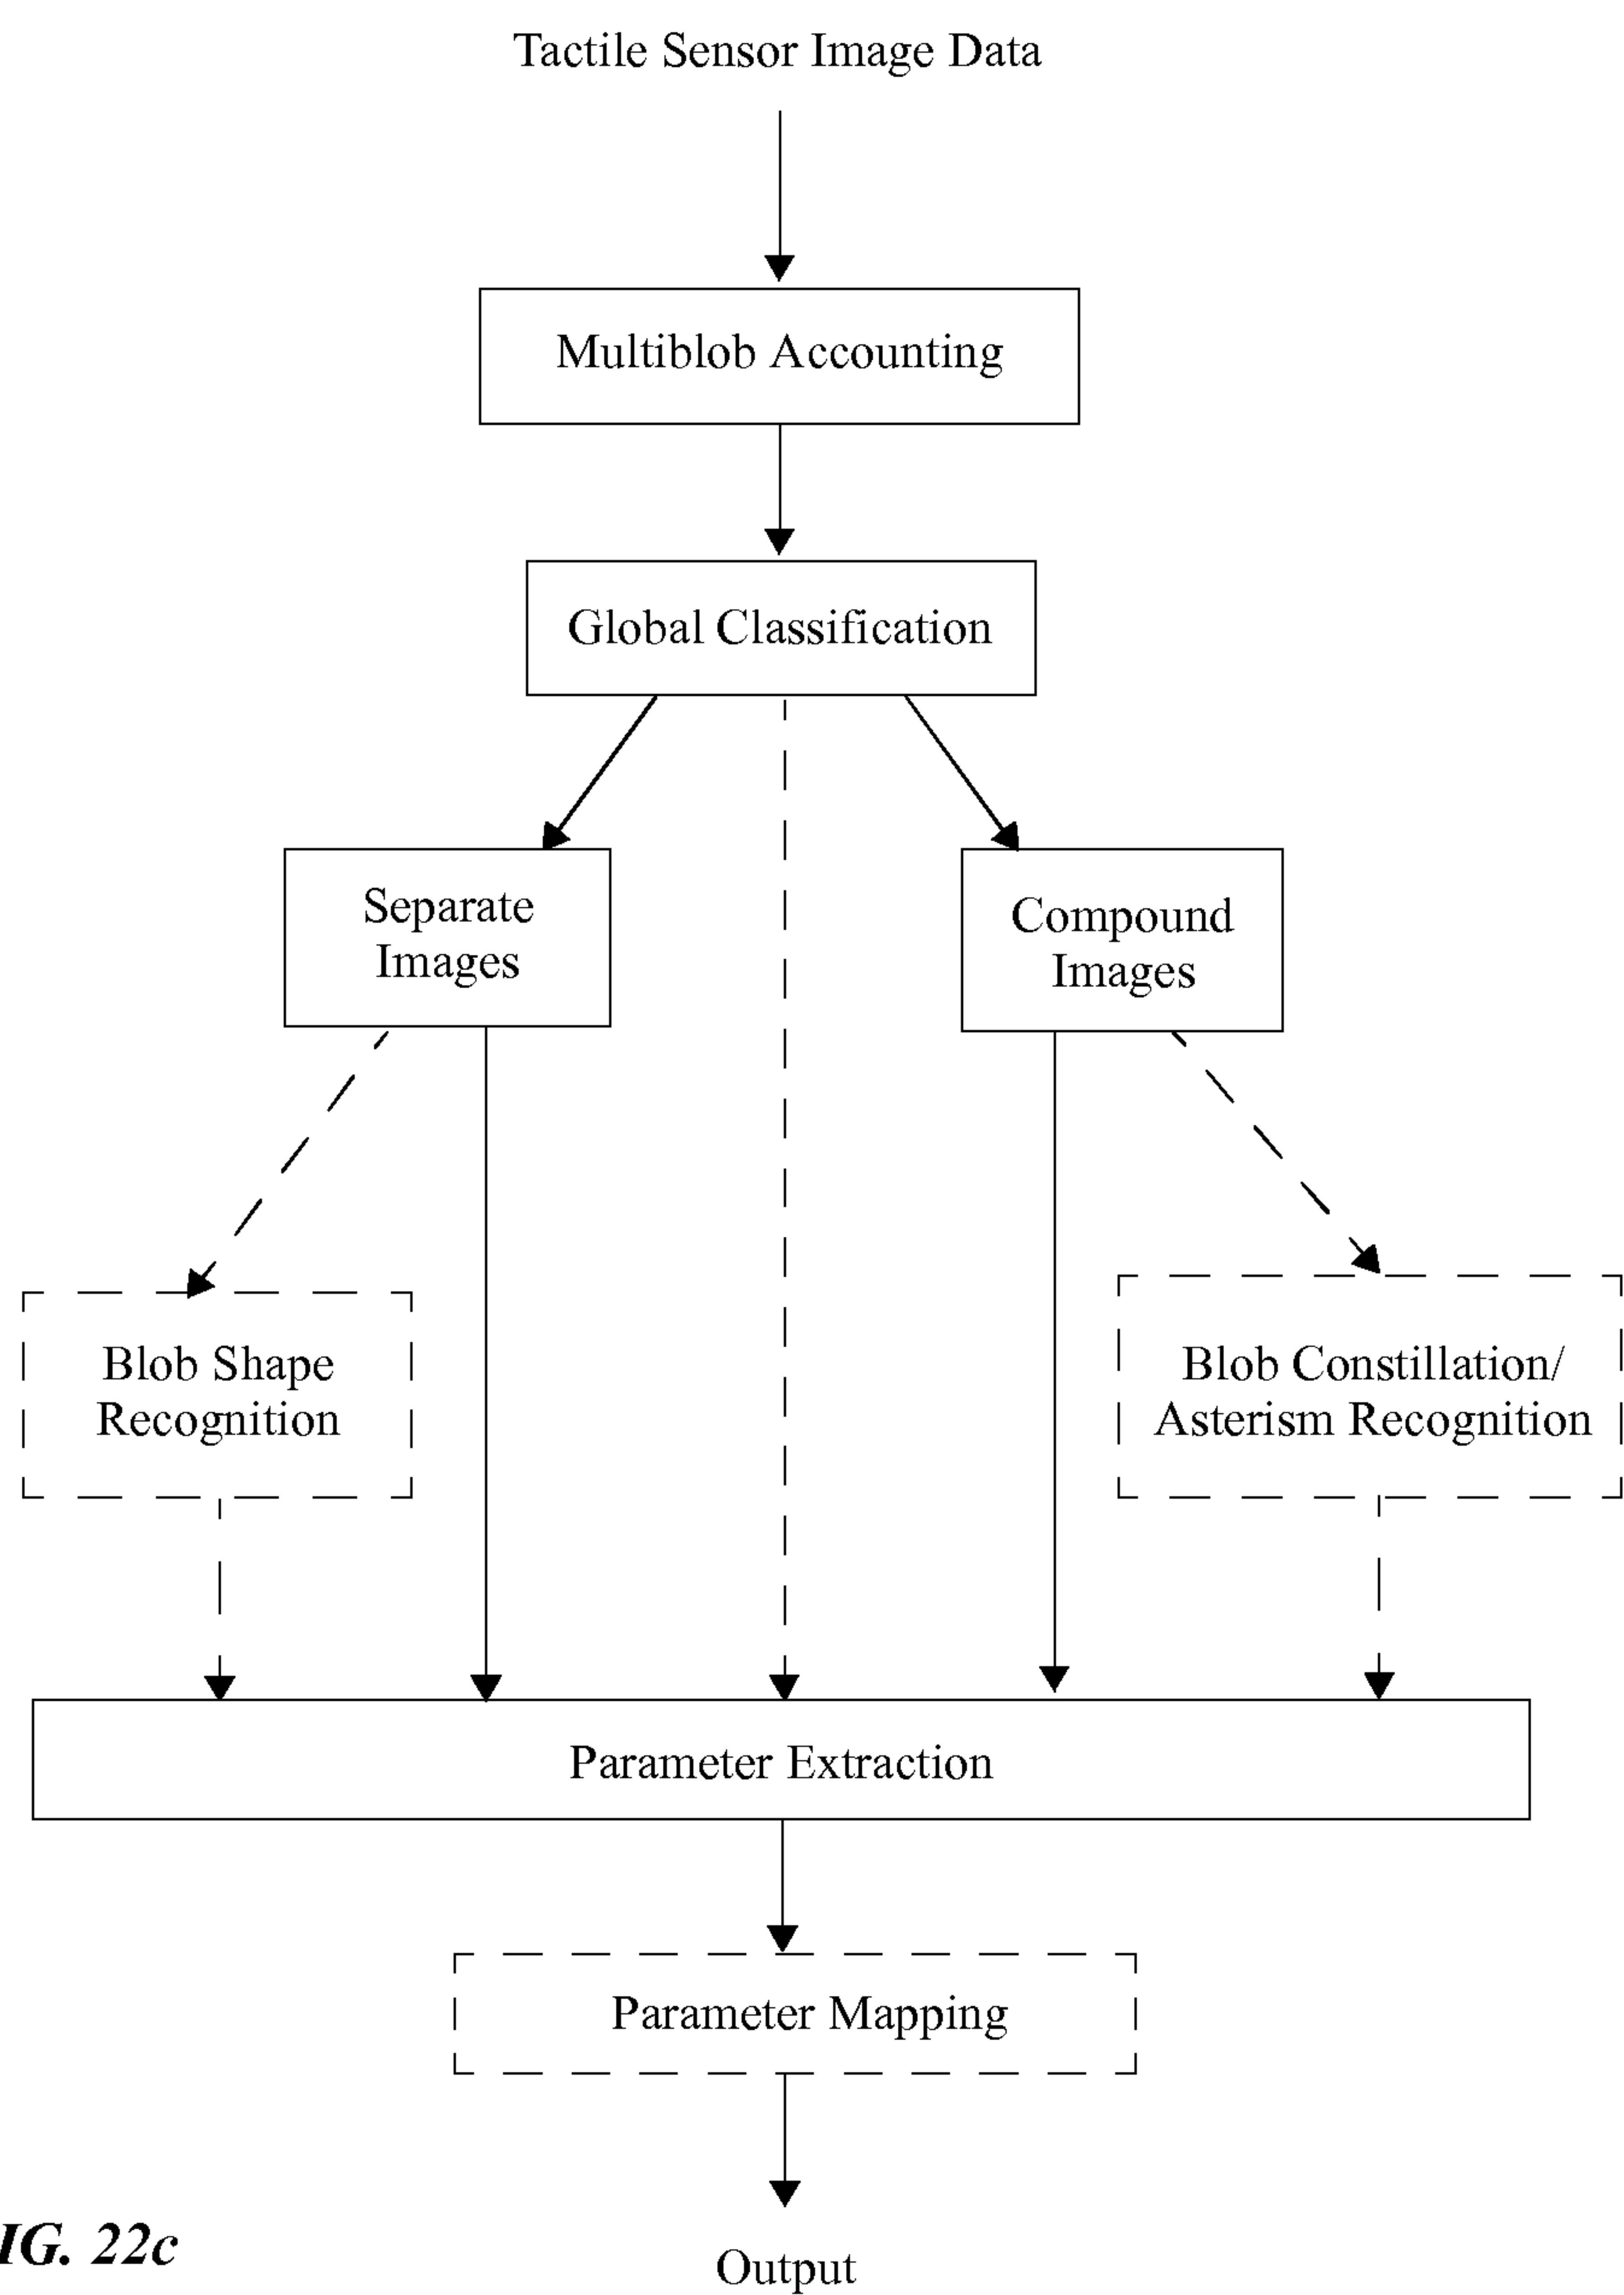 Tactile Sensor Image Data
Multiblob Accounting
Global Classification
Separate
Images
Compound
Images
Blob Shape
Recognition
Blob Constillation/
Asterism Recognition
Parameter Extraction
Parameter Mapping
IG. 22c
Output